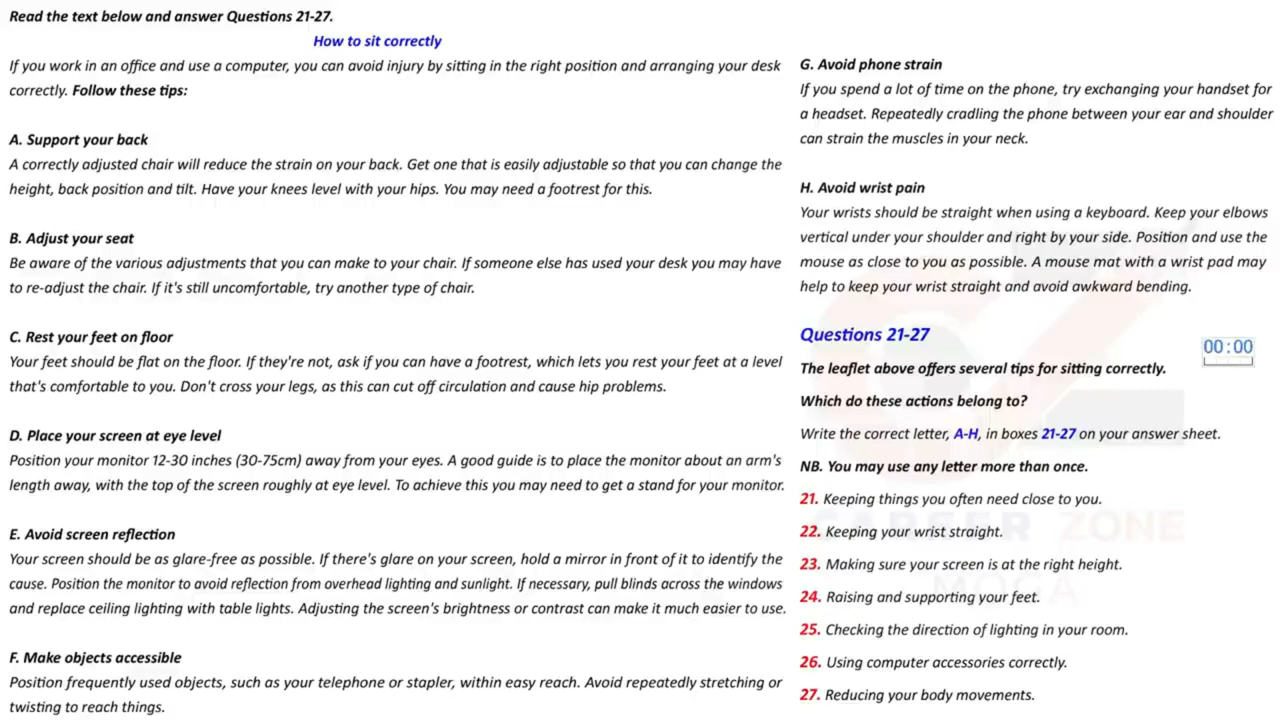 Read the text below and answer Questions 21-27.
How to sit correctly
If you work in an office and use a computer, you can avoid injury by sitting in the right position and arranging your desk
correctly. Follow these tips:
A. Support your back
A correctly adjusted chair will reduce the strain on your back. Get one that is easily adjustable so that you can change the
height, back position and tilt. Have your knees level with your hips. You may need a footrest for this.
B. Adjust your seat
Be aware of the various adjustments that you can make to your chair. If someone else has used your desk you may have
to re-adjust the chair. If it's still uncomfortable, try another type of chair.
C. Rest your feet on floor
Your feet should be flat on the floor. If they're not, ask if you can have a footrest, which lets you rest your feet at a level
that's comfortable to you. Don't cross your legs, as this can cut off circulation and cause hip problems.
D. Place your screen at eye level
Position your monitor 12-30 inches (30-75cm) away from your eyes. A good guide is to place the monitor about an arm's
length away, with the top of the screen roughly at eye level. To achieve this you may need to get a stand for your monitor.
E. Avoid screen reflection
Your screen should be as glare-free as possible. If there's glare on your screen, hold a mirror in front of it to identify the
cause. Position the monitor to avoid reflection from overhead lighting and sunlight. If necessary, pull blinds across the windows
and replace ceiling lighting with table lights. Adjusting the screen's brightness or contrast can make it much easier to use.
F. Make objects accessible
Position frequently used objects, such as your telephone or stapler, within easy reach. Avoid repeatedly stretching or
twisting to reach things.
G. Avoid phone strain
If you spend a lot of time on the phone, try exchanging your handset for
a headset. Repeatedly cradling the phone between your ear and shoulder
can strain the muscles in your neck.
H. Avoid wrist pain
Your wrists should be straight when using a keyboard. Keep your elbows
vertical under your shoulder and right by your side. Position and use the
mouse as close to you as possible. A mouse mat with a wrist pad may
help to keep your wrist straight and avoid awkward bending.
Questions 21-27
00:00
The leaflet above offers several tips for sitting correctly.
Which do these actions belong to?
Write the correct letter, A-H, in boxes 21-27 on your answer sheet.
NB. You may use any letter more than once.
21. Keeping things you often need close to you.
CAREER ZONE
22. Keeping your wrist straight.
23. Making sure your screen is at the right height.
MOGA
24. Raising and supporting your feet.
25. Checking the direction of lighting in your room.
26. Using computer accessories correctly.
27. Reducing your body movements.